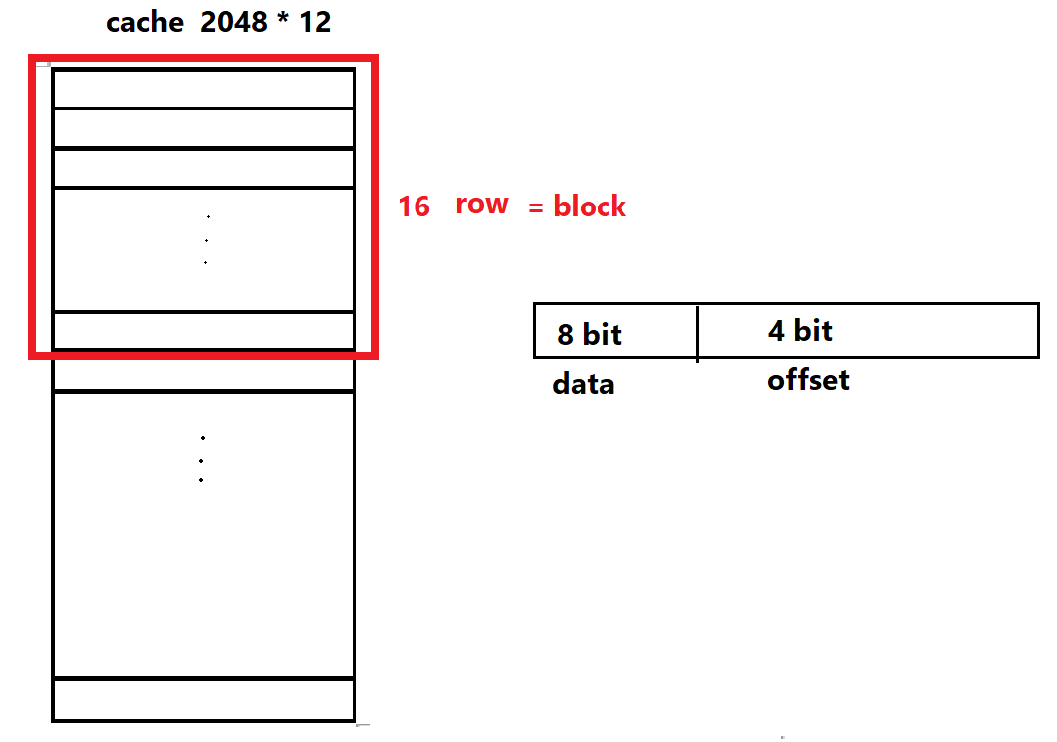 cache 2048 * 12
16 row = block
8 bit 4 bit
data offset